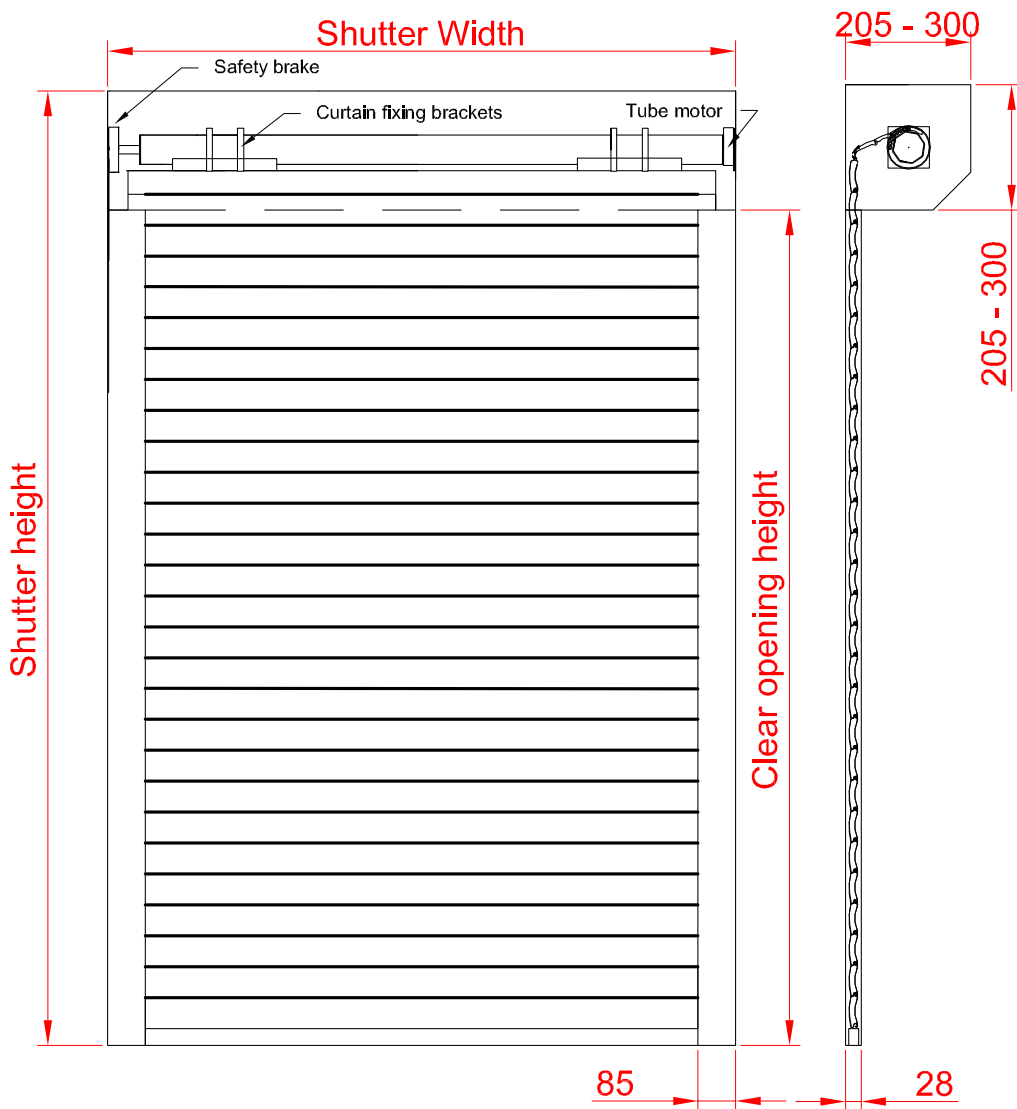 Shutter Width
205 - 300
Safety brake
Curtain fixing brackets
Tube motor
205 - 300
Shutter height
Clear opening height
85
28